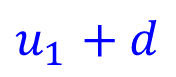 u₁ + d